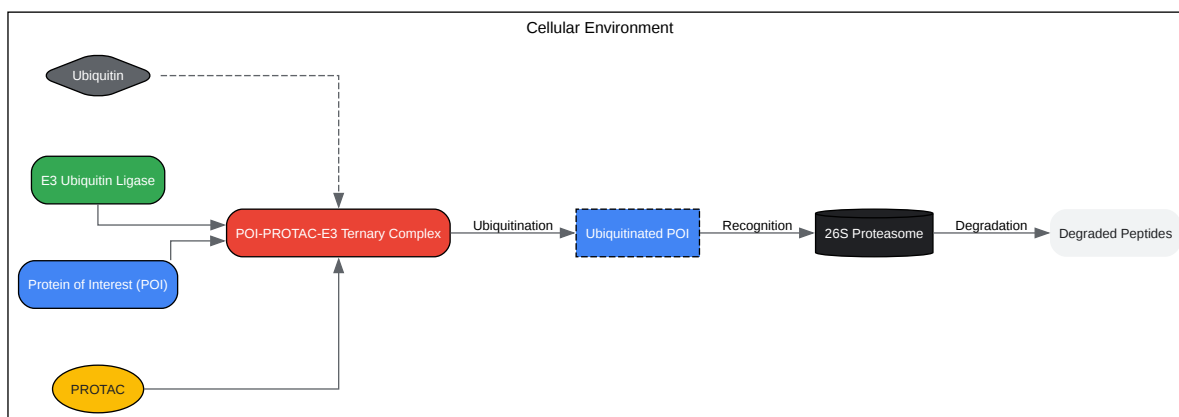 Cellular Environment
Ubiquitin
E3 Ubiquitin Ligase
POI-PROTAC-E3 Ternary Complex
Ubiquitination
Ubiquitinated POI
Recognition
26S Proteasome
Degradation
Degraded Peptides
Protein of Interest (POI)
PROTAC